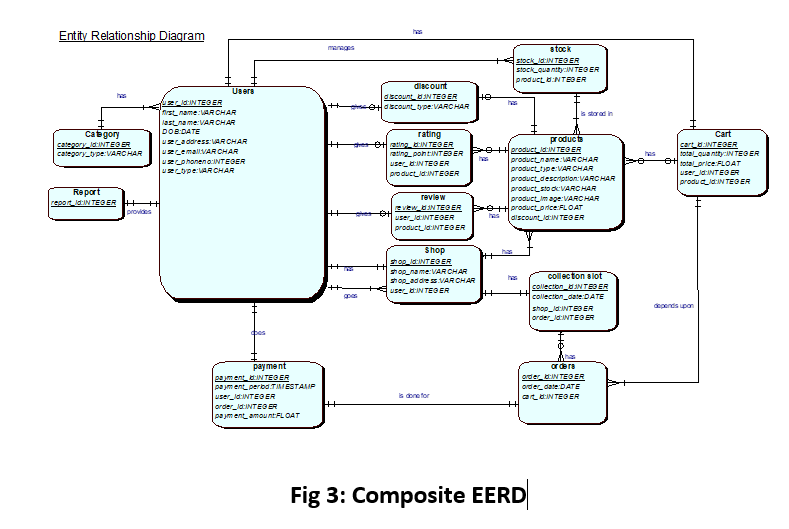 Entity Relationship Diagram
has
manages
stock
stock_id:INTEGER
stock_quantity:INTEGER
product_id:INTEGER
Users
user_id:INTEGER
first_name:VARCHAR
last_name:VARCHAR
DOB:DATE
user_address:VARCHAR
user_email:VARCHAR
user_phoneno:INTEGER
user_type:VARCHAR
discount
discount_id:INTEGER
discount_type:VARCHAR
gives
has
is stored in
has
Category
category_id:INTEGER
category_type:VARCHAR
rating
rating_id:INTEGER
rating_point:INTEGER
user_id:INTEGER
product_id:INTEGER
gives
has
products
product_id:INTEGER
product_name:VARCHAR
product_type:VARCHAR
product_description:VARCHAR
product_stock:VARCHAR
product_image:VARCHAR
product_price:FLOAT
discount_id:INTEGER
has
Cart
cart_id:INTEGER
total_quantity:INTEGER
total_price:FLOAT
user_id:INTEGER
product_id:INTEGER
Report
report_id:INTEGER
provides
review
review_id:INTEGER
user_id:INTEGER
product_id:INTEGER
gives
has
Shop
shop_id:INTEGER
shop_name:VARCHAR
shop_address:VARCHAR
user_id:INTEGER
has
goes
has
has
collection slot
collection_id:INTEGER
collection_date:DATE
shop_id:INTEGER
order_id:INTEGER
depends upon
does
has
payment
payment_id:INTEGER
payment_period:TIMESTAMP
user_id:INTEGER
order_id:INTEGER
payment_amount:FLOAT
is done for
orders
order_id:INTEGER
order_date:DATE
cart_id:INTEGER
Fig 3: Composite EERD